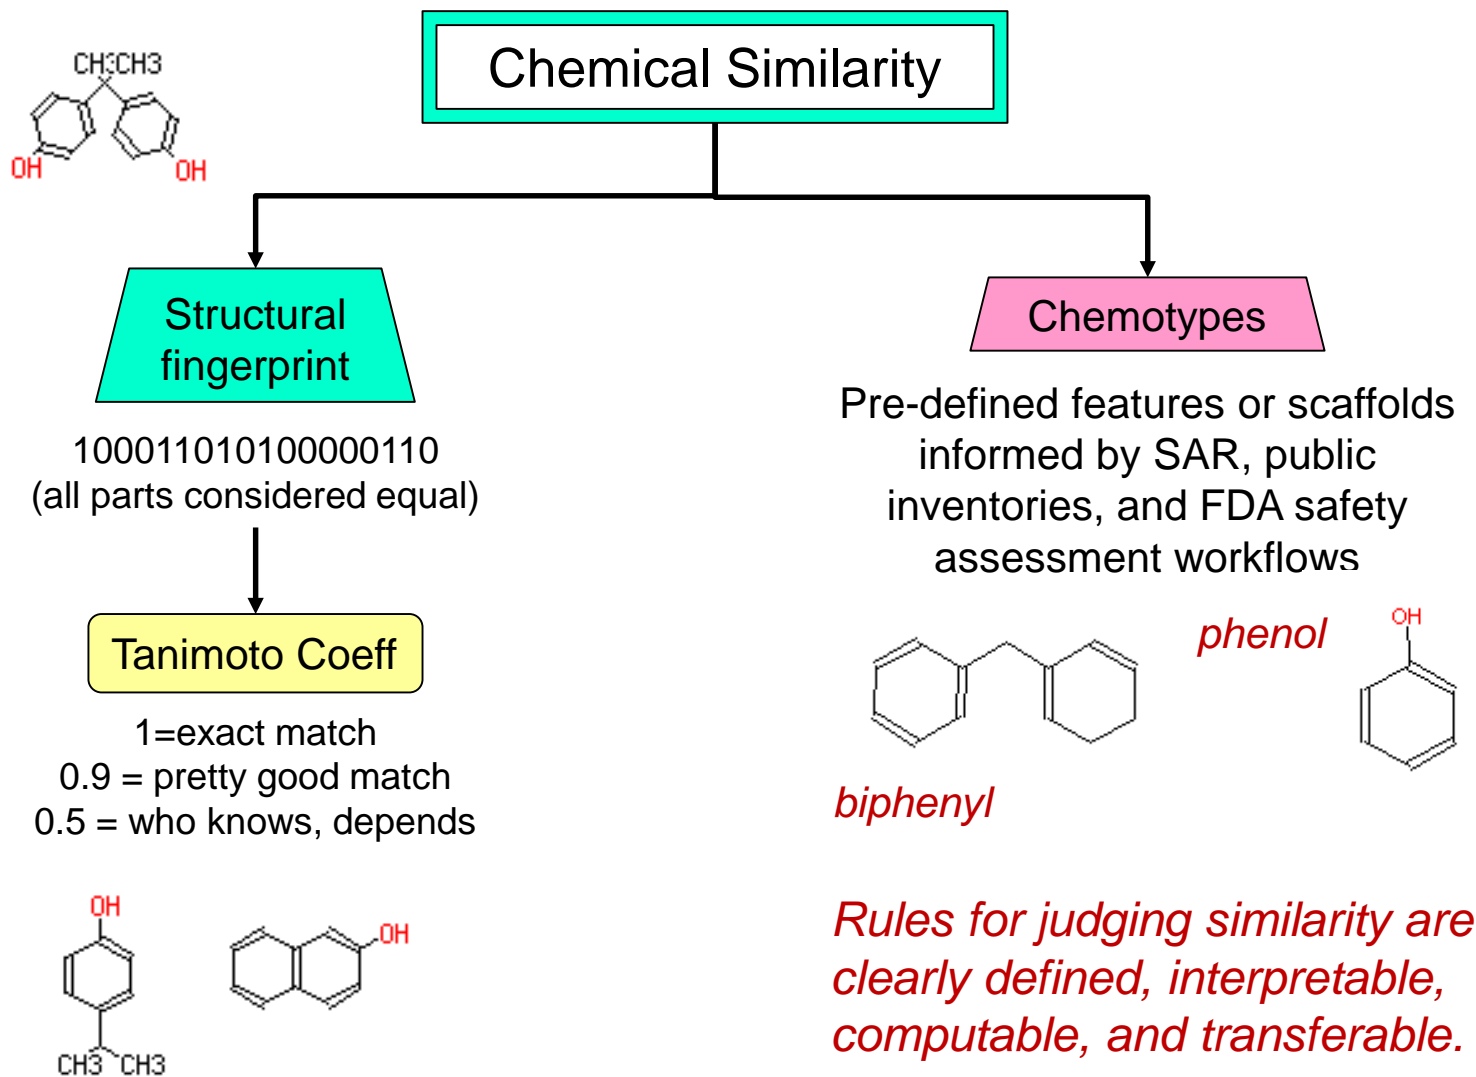 Chemical Similarity
CH3CH3
OH
OH
Structural
fingerprint
100011010100000110
(all parts considered equal)
Tanimoto Coeff
1=exact match
0.9 = pretty good match
0.5 = who knows, depends
OH
CH3 CH3
OH
Chemotypes
Pre-defined features or scaffolds
informed by SAR, public
inventories, and FDA safety
assessment workflows
phenol
OH
biphenyl
Rules for judging similarity are
clearly defined, interpretable,
computable, and transferable.